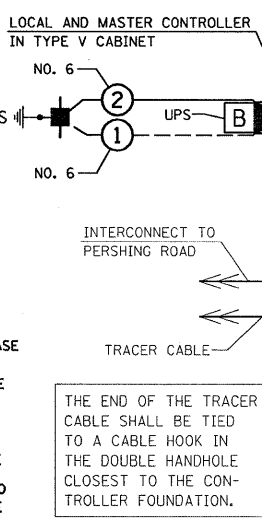 LOCAL AND MASTER CONTROLLER
IN TYPE V CABINET
NO. 6
2
S
UPS
B
1
NO. 6
INTERCONNECT TO
PERSHING ROAD
ASE
TRACER CABLE
E
THE END OF THE TRACER
CABLE SHALL BE TIED
TO A CABLE HOOK IN
THE DOUBLE HANDHOLE
CLOSEST TO THE CON-
TROLLER FOUNDATION.